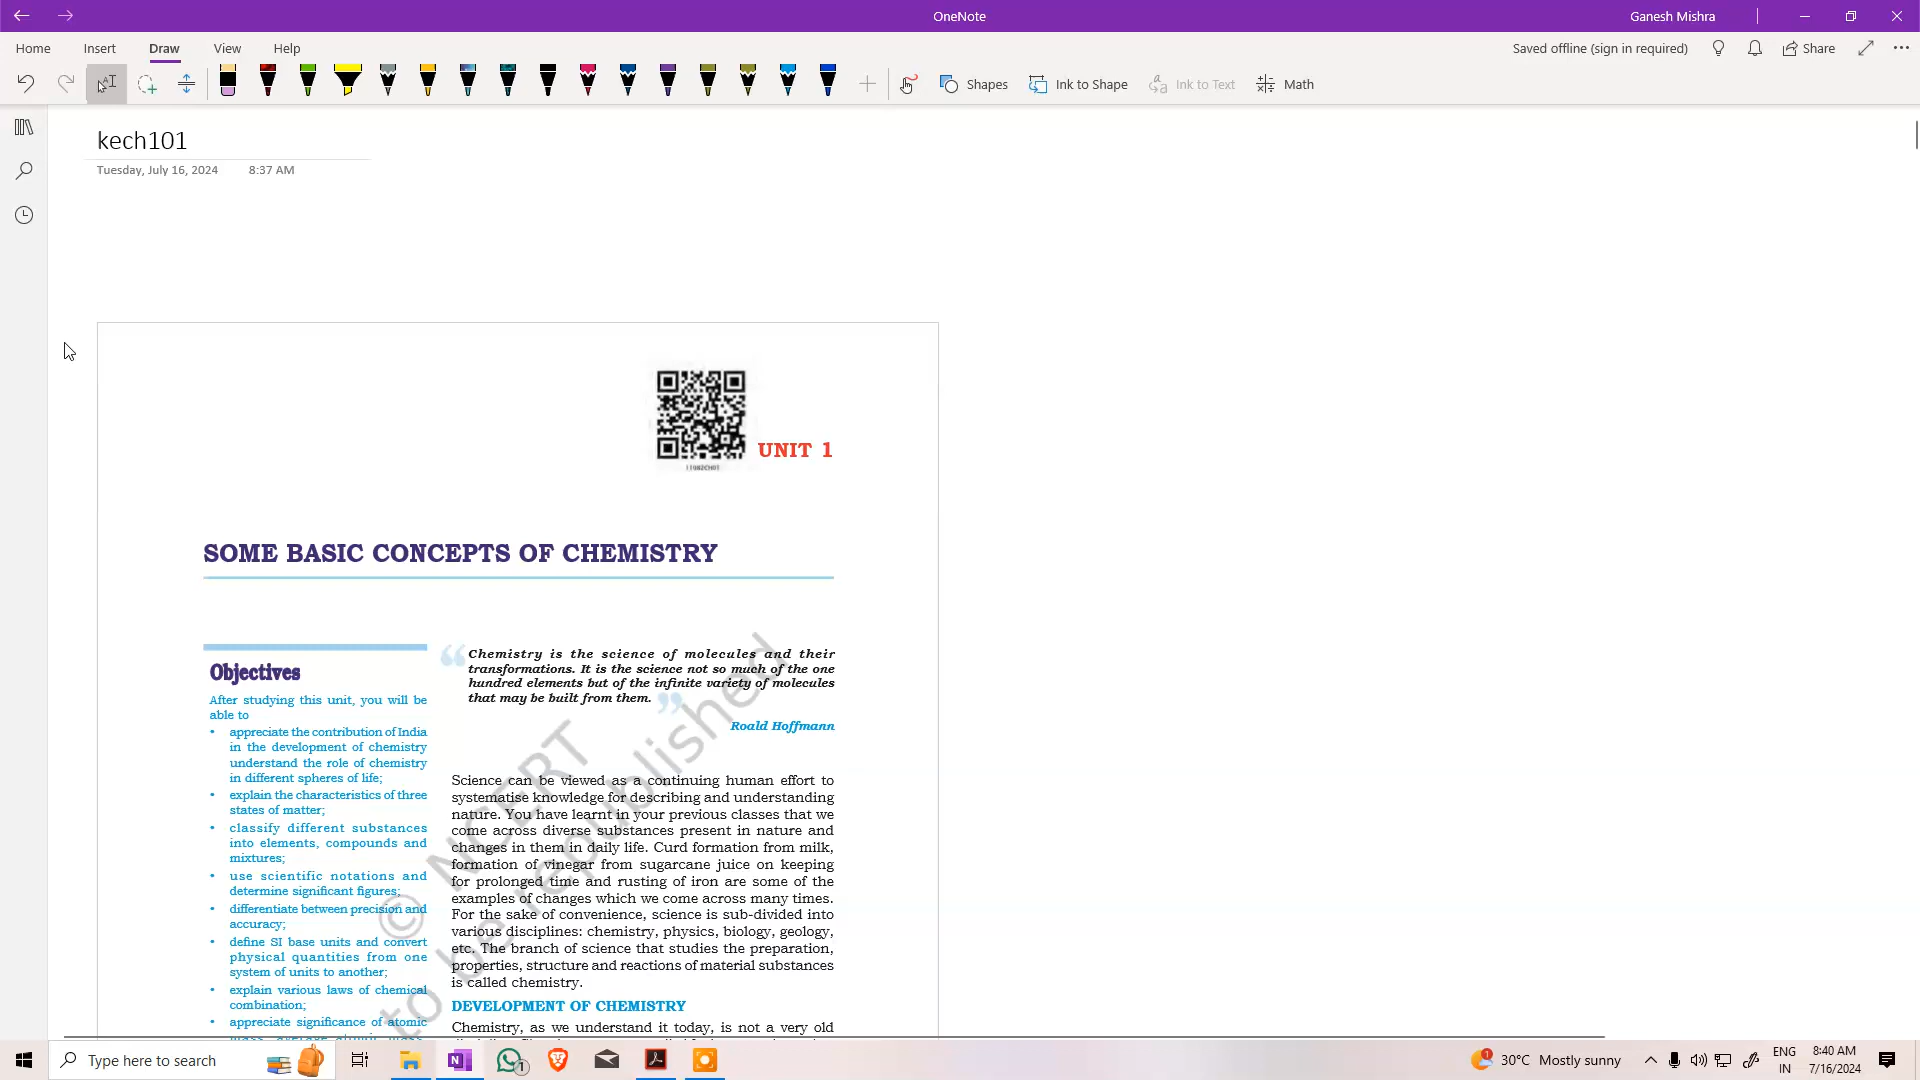 OneNote
Ganesh Mishra
Home Insert Draw View Help
Saved offline (sign in required)
Share
Shapes
Ink to Shape
Ink to Text
Math
kech101
Tuesday, July 16, 2024 8:37 AM
11082CH01
UNIT 1
SOME BASIC CONCEPTS OF CHEMISTRY
Objectives
After studying this unit, you will be
able to
• appreciate the contribution of India
in the development of chemistry
understand the role of chemistry
in different spheres of life;
• explain the characteristics of three
states of matter;
• classify different substances
into elements, compounds and
mixtures;
• use scientific notations and
determine significant figures;
• differentiate between precision and
accuracy;
• define SI base units and convert
physical quantities from one
system of units to another;
• explain various laws of chemical
combination;
• appreciate significance of atomic
“Chemistry is the science of molecules and their
transformations. It is the science not so much of the one
hundred elements but of the infinite variety of molecules
that may be built from them.”
Roald Hoffmann
Science can be viewed as a continuing human effort to
systematise knowledge for describing and understanding
nature. You have learnt in your previous classes that we
come across diverse substances present in nature and
changes in them in daily life. Curd formation from milk,
formation of vinegar from sugarcane juice on keeping
for prolonged time and rusting of iron are some of the
examples of changes which we come across many times.
For the sake of convenience, science is sub-divided into
various disciplines: chemistry, physics, biology, geology,
etc. The branch of science that studies the preparation,
properties, structure and reactions of material substances
is called chemistry.
DEVELOPMENT OF CHEMISTRY
Chemistry, as we understand it today, is not a very old
© NCERT
to be republished
Type here to search
1
1
30°C Mostly sunny
ENG
IN
8:40 AM
7/16/2024